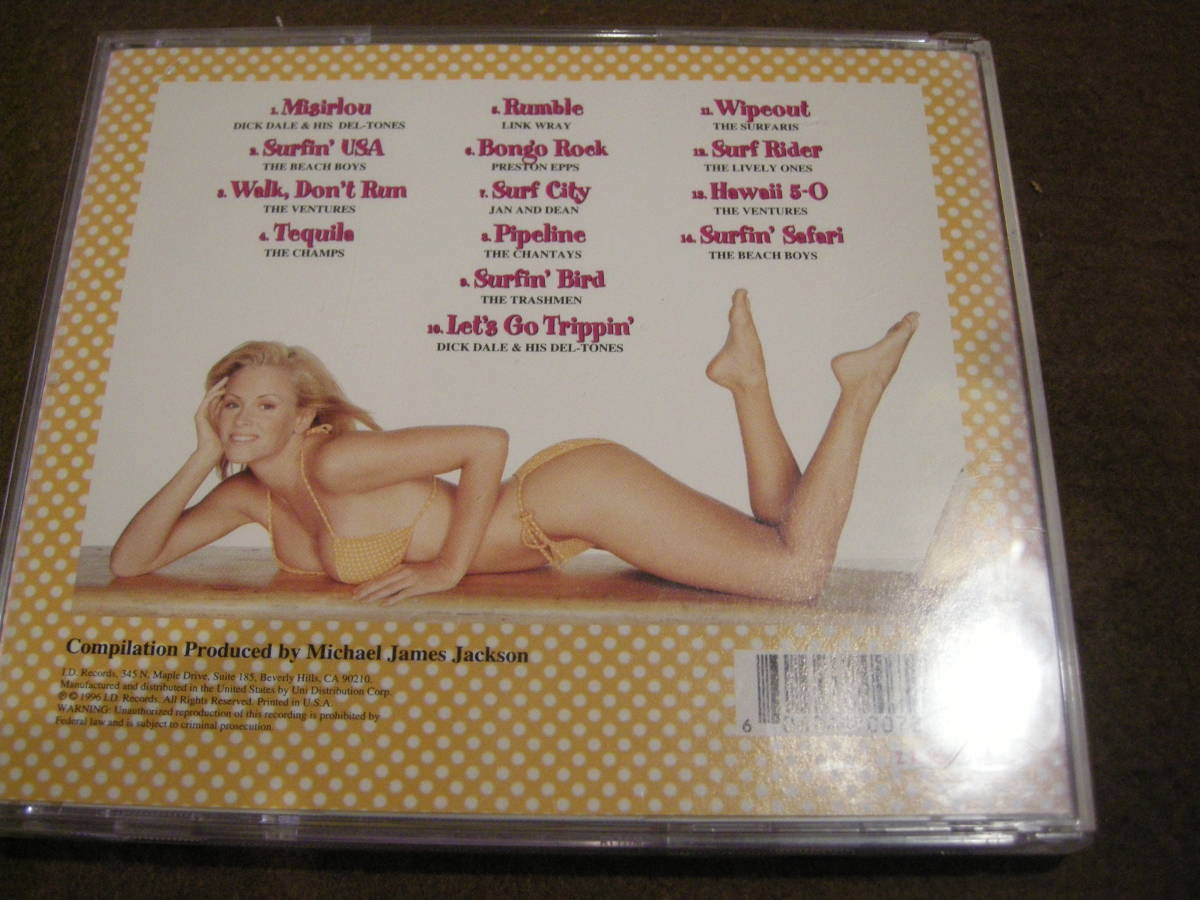 1. Misirlou
DICK DALE & HIS DEL-TONES
2. Surfin' USA
THE BEACH BOYS
3. Walk, Don't Run
THE VENTURES
4. Tequila
THE CHAMPS
5. Rumble
LINK WRAY
6. Bongo Rock
PRESTON EPPS
7. Surf City
JAN AND DEAN
8. Pipeline
THE CHANTAYS
9. Surfin' Bird
THE TRASHMEN
10. Let's Go Trippin'
DICK DALE & HIS DEL-TONES
11. Wipeout
THE SURFARIS
12. Surf Rider
THE LIVELY ONES
13. Hawaii 5-O
THE VENTURES
14. Surfin' Safari
THE BEACH BOYS
Compilation Produced by Michael James Jackson
I.D. Records, 345 N. Maple Drive, Suite 185, Beverly Hills, CA 90210.
Manufactured and distributed in the United States by Uni Distribution Corp.
℗ © 1996 I.D. Records. All Rights Reserved. Printed in U.S.A.
WARNING: Unauthorized reproduction of this recording is prohibited by
Federal law and is subject to criminal prosecution.
6